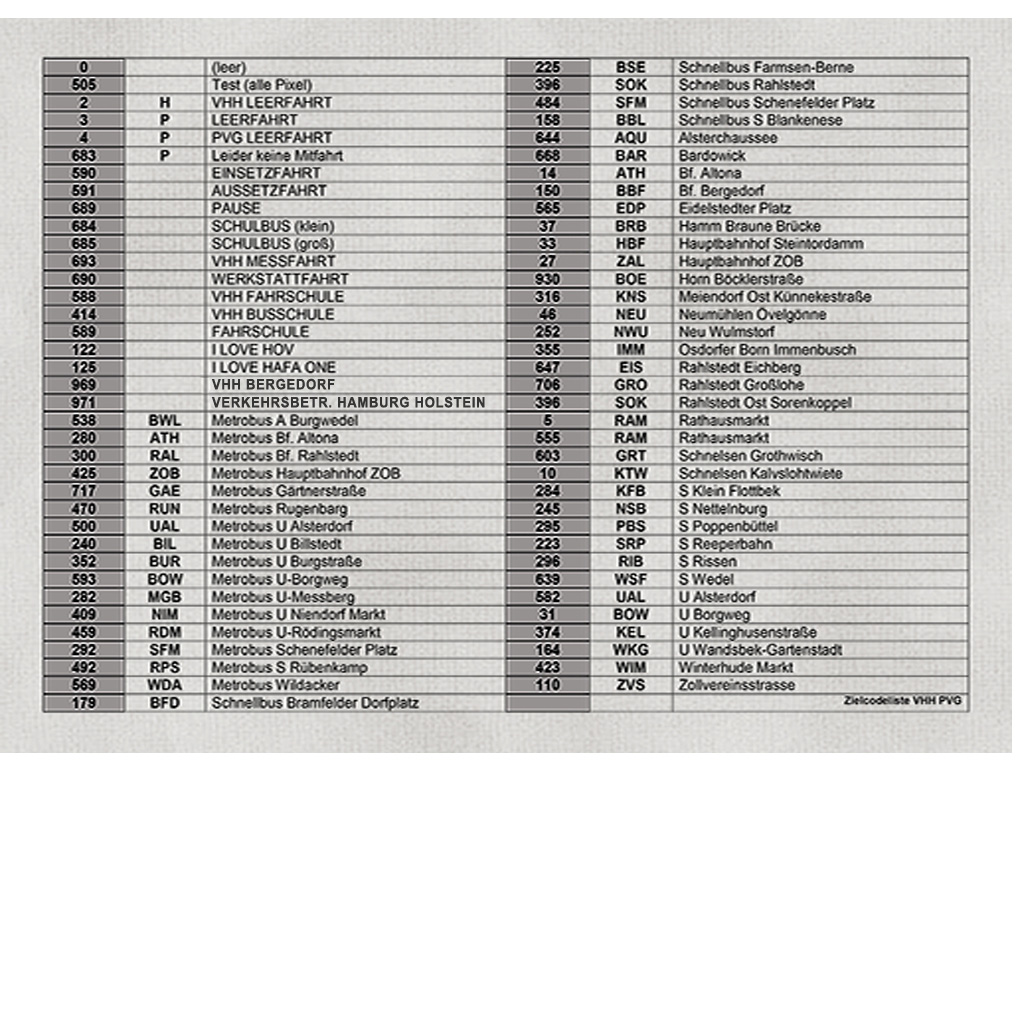 0 (leer)
505 Test (alle Pixel)
2 H VHH LEERFAHRT
3 P LEERFAHRT
4 P PVG LEERFAHRT
683 P Leider keine Mitfahrt
590 EINSETZFAHRT
591 AUSSETZFAHRT
689 PAUSE
684 SCHULBUS (klein)
685 SCHULBUS (groß)
693 VHH MESSFAHRT
690 WERKSTATTFAHRT
588 VHH FAHRSCHULE
414 VHH BUSSCHULE
589 FAHRSCHULE
122 I LOVE HOV
125 I LOVE HAFA ONE
969 VHH BERGEDORF
971 VERKEHRSBETR. HAMBURG HOLSTEIN
538 BWL Metrobus A Burgwedel
280 ATH Metrobus Bf. Altona
300 RAL Metrobus Bf. Rahlstedt
425 ZOB Metrobus Hauptbahnhof ZOB
717 GAE Metrobus Gärtnerstraße
470 RUN Metrobus Rugenbarg
500 UAL Metrobus U Alsterdorf
240 BIL Metrobus U Billstedt
352 BUR Metrobus U Burgstraße
593 BOW Metrobus U-Borgweg
282 MGB Metrobus U-Messberg
409 NIM Metrobus U Niendorf Markt
459 RDM Metrobus U-Rödingsmarkt
292 SFM Metrobus Schenefelder Platz
492 RPS Metrobus S Rübenkamp
569 WDA Metrobus Wildacker
179 BFD Schnellbus Bramfelder Dorfplatz
225 BSE Schnellbus Farmsen-Berne
396 SOK Schnellbus Rahlstedt
484 SFM Schnellbus Schenefelder Platz
158 BBL Schnellbus S Blankenese
644 AQU Alsterchaussee
668 BAR Bardowick
14 ATH Bf. Altona
150 BBF Bf. Bergedorf
565 EDP Eidelstedter Platz
37 BRB Hamm Braune Brücke
33 HBF Hauptbahnhof Steintordamm
27 ZAL Hauptbahnhof ZOB
930 BOE Horn Böcklerstraße
316 KNS Meiendorf Ost Künnekestraße
46 NEU Neumühlen Övelgönne
252 NWU Neu Wulmstorf
355 IMM Osdorfer Born Immenbusch
647 EIS Rahlstedt Eichberg
706 GRO Rahlstedt Großlohe
396 SOK Rahlstedt Ost Sorenkoppel
5 RAM Rathausmarkt
555 RAM Rathausmarkt
603 GRT Schnelsen Grothwisch
10 KTW Schnelsen Kalvslohtwiete
284 KFB S Klein Flottbek
245 NSB S Nettelnburg
295 PBS S Poppenbüttel
223 SRP S Reeperbahn
296 RIB S Rissen
639 WSF S Wedel
582 UAL U Alsterdorf
31 BOW U Borgweg
374 KEL U Kellinghusenstraße
164 WKG U Wandsbek-Gartenstadt
423 WIM Winterhude Markt
110 ZVS Zollvereinsstrasse
Zielcodeliste VHH PVG